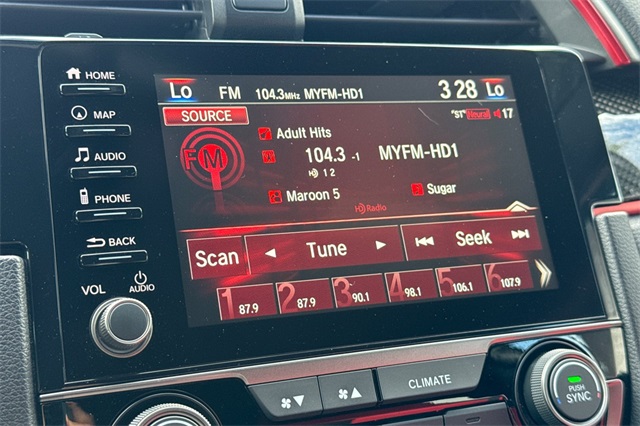 HOME
MAP
AUDIO
PHONE
BACK
VOL AUDIO
Lo FM 104.3MHz MYFM-HD1 3 28 Lo
SOURCE "ST" Neural 17
Adult Hits
FM
104.3 -1 MYFM-HD1
HD 1 2
Maroon 5 Sugar
HD Radio
Scan Tune Seek
1 87.9 2 87.9 3 90.1 4 98.1 5 106.1 6 107.9
CLIMATE
PUSH
SYNC